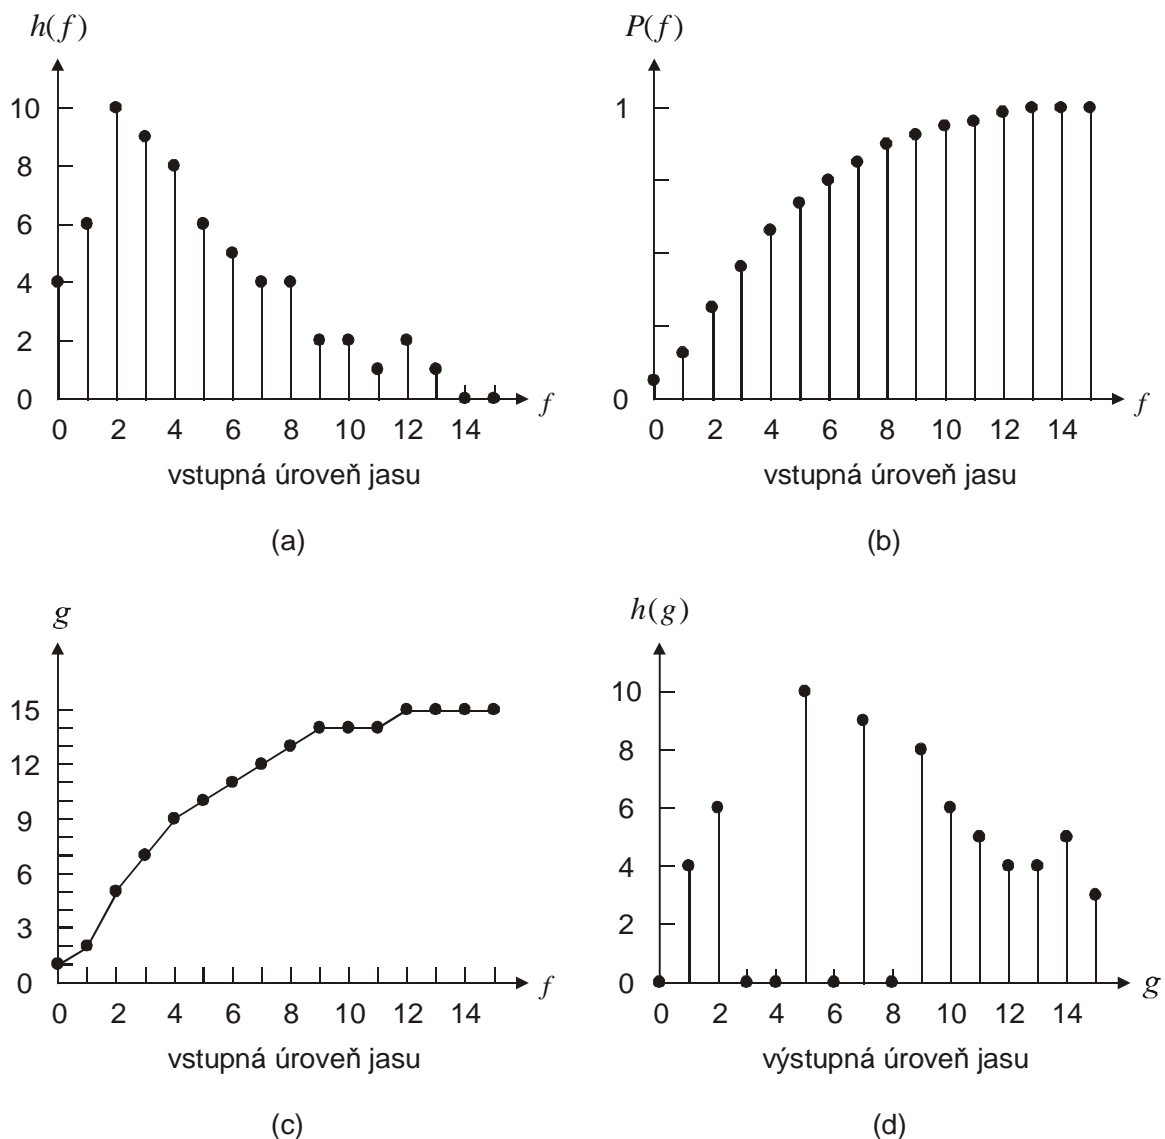 h(f)
10
8
6
4
2
0
0 2 4 6 8 10 12 14 f
vstupná úroveň jasu
(a)
P(f)
1
0
0 2 4 6 8 10 12 14 f
vstupná úroveň jasu
(b)
g
15
12
9
6
3
0
0 2 4 6 8 10 12 14 f
vstupná úroveň jasu
(c)
h(g)
10
8
6
4
2
0
0 2 4 6 8 10 12 14 g
výstupná úroveň jasu
(d)